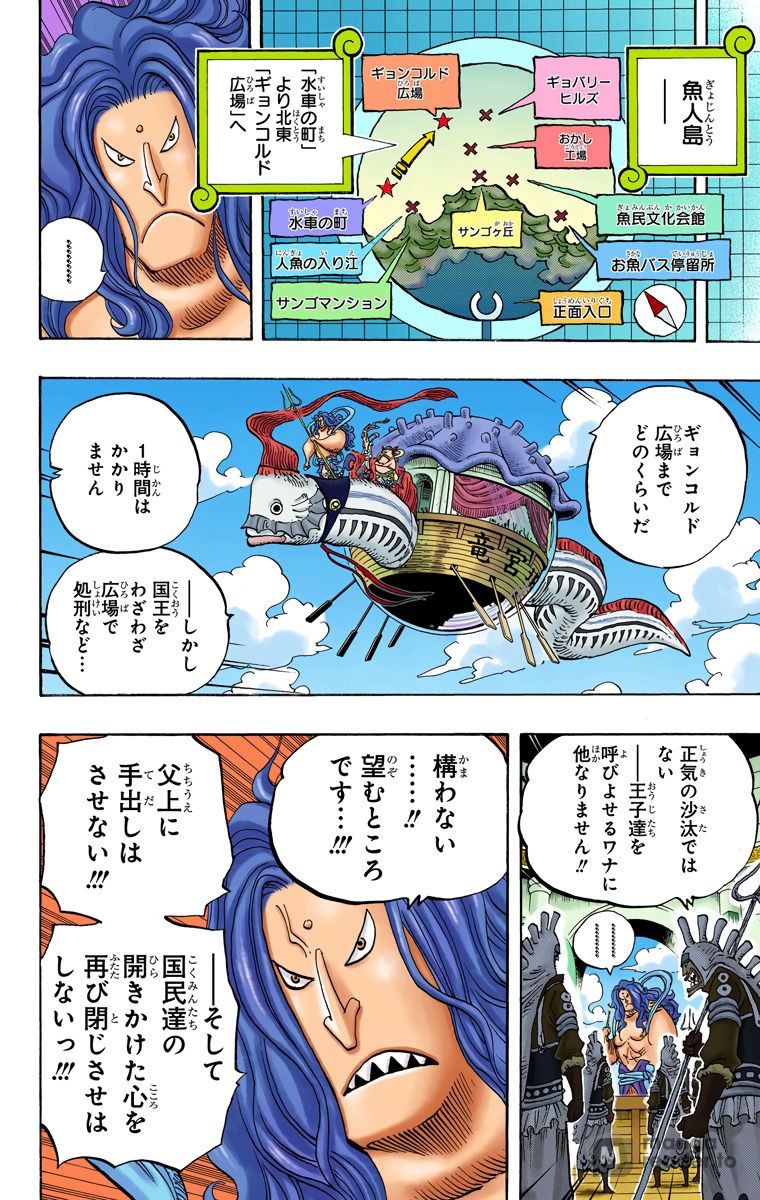 魚人島
──
ギョンコルド
広場
ギョバリー
ヒルズ
おかし
工場
水車の町
サンゴヶ丘
魚民文化会館
人魚の入り江
お魚バス停留所
サンゴマンション
正面入口
「水車の町」
より北東
「ギョンコルド
広場」へ
…………
ギョンコルド
広場まで
どのくらいだ
1時間は
かかり
ません
──しかし
国王を
わざわざ
広場で
処刑など…
竜宮
正気の沙汰では
ない
──王子達を
呼びよせるワナに
他なりません!!
…………
構わない
……!!
望むところ
です…!!!
父上に
手出しは
させない!!!
──そして
国民達の
開きかけた心を
再び閉じさせは
しないっ!!!